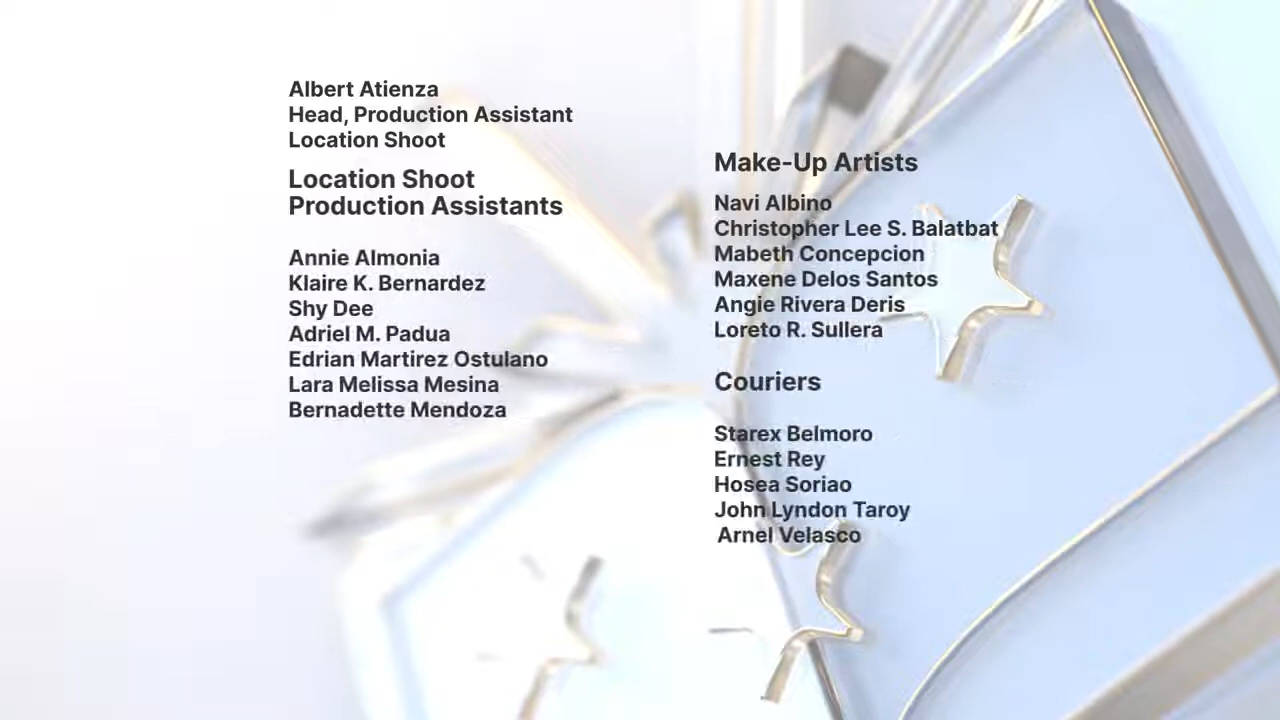 Albert Atienza
Head, Production Assistant
Location Shoot
Location Shoot
Production Assistants
Annie Almonia
Klaire K. Bernardez
Shy Dee
Adriel M. Padua
Edrian Martirez Ostulano
Lara Melissa Mesina
Bernadette Mendoza
Make-Up Artists
Navi Albino
Christopher Lee S. Balatbat
Mabeth Concepcion
Maxene Delos Santos
Angie Rivera Deris
Loreto R. Sullera
Couriers
Starex Belmoro
Ernest Rey
Hosea Soriao
John Lyndon Taroy
Arnel Velasco